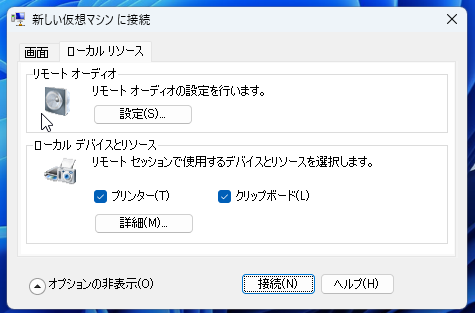 新しい仮想マシン に接続
画面
ローカル リソース
リモート オーディオ
リモート オーディオの設定を行います。
設定(S)...
ローカル デバイスとリソース
リモート セッションで使用するデバイスとリソースを選択します。
プリンター(T)
クリップボード(L)
詳細(M)...
オプションの非表示(O)
接続(N)
ヘルプ(H)